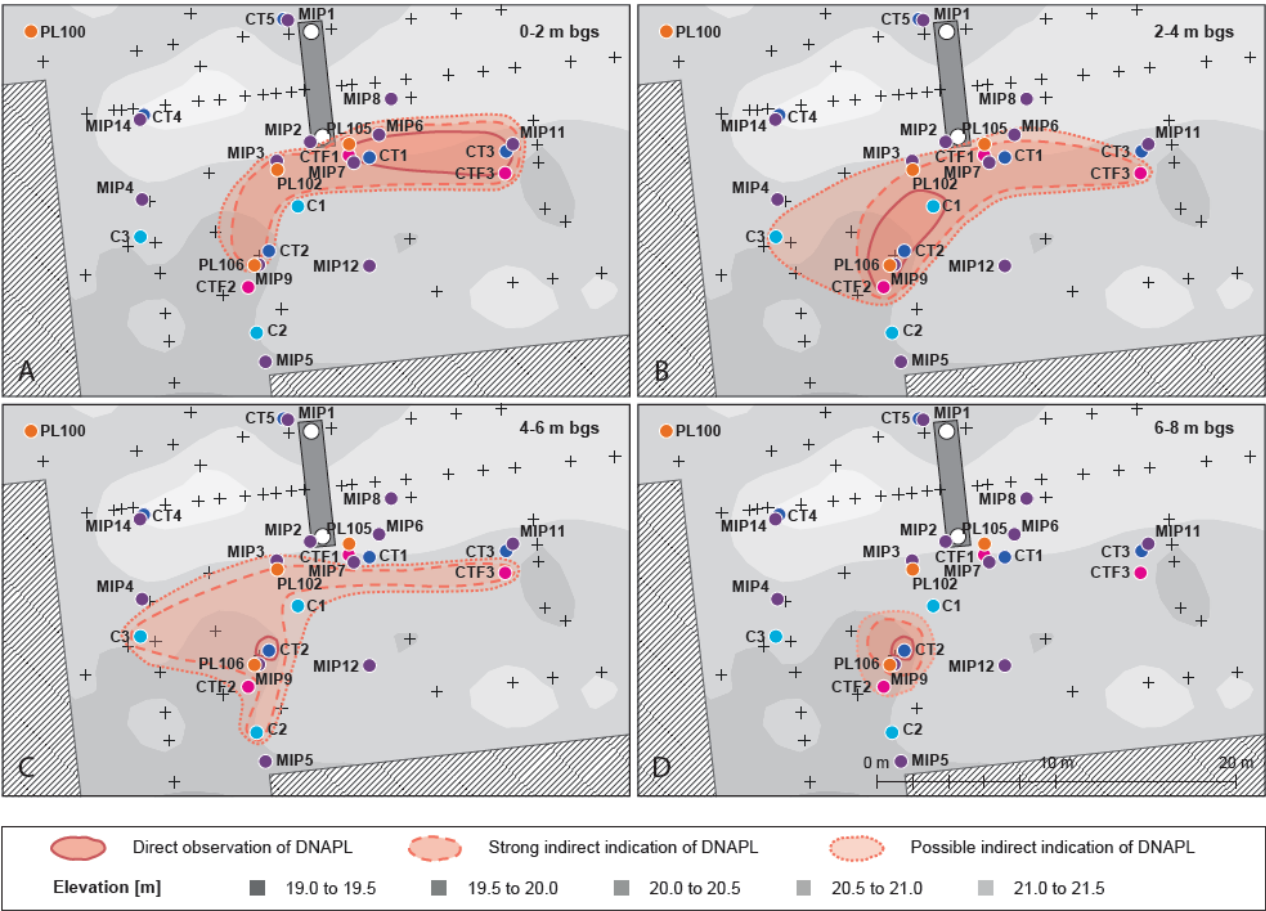 CT5 MIP1 0-2 m bgs
PL100
MIP8
CT4
MIP14
MIP2 PL105 MIP6 MIP11
MIP3 CTF1 CT1 CT3
MIP7 CTF3
PL102
MIP4
C1
C3
CT2
PL106 MIP12
MIP9
CTF2
C2
MIP5
A
CT5 MIP1 2-4 m bgs
PL100
MIP8
CT4
MIP14
MIP2 PL105 MIP6 MIP11
MIP3 CTF1 CT1 CT3
MIP7 CTF3
PL102
MIP4
C1
C3
CT2
PL106 MIP12
MIP9
CTF2
C2
MIP5
B
CT5 MIP1 4-6 m bgs
PL100
MIP8
CT4
MIP14
MIP2 PL105 MIP6 MIP11
MIP3 CTF1 CT1 CT3
MIP7 CTF3
PL102
MIP4
C1
C3
CT2
PL106 MIP12
MIP9
CTF2
C2
MIP5
C
CT5 MIP1 6-8 m bgs
PL100
MIP8
CT4
MIP14
MIP2 PL105 MIP6 MIP11
MIP3 CTF1 CT1 CT3
MIP7 CTF3
PL102
MIP4
C1
C3
CT2
PL106 MIP12
MIP9
CTF2
C2
MIP5
D
0 m 10 m 20 m
Direct observation of DNAPL Strong indirect indication of DNAPL Possible indirect indication of DNAPL
Elevation [m] 19.0 to 19.5 19.5 to 20.0 20.0 to 20.5 20.5 to 21.0 21.0 to 21.5